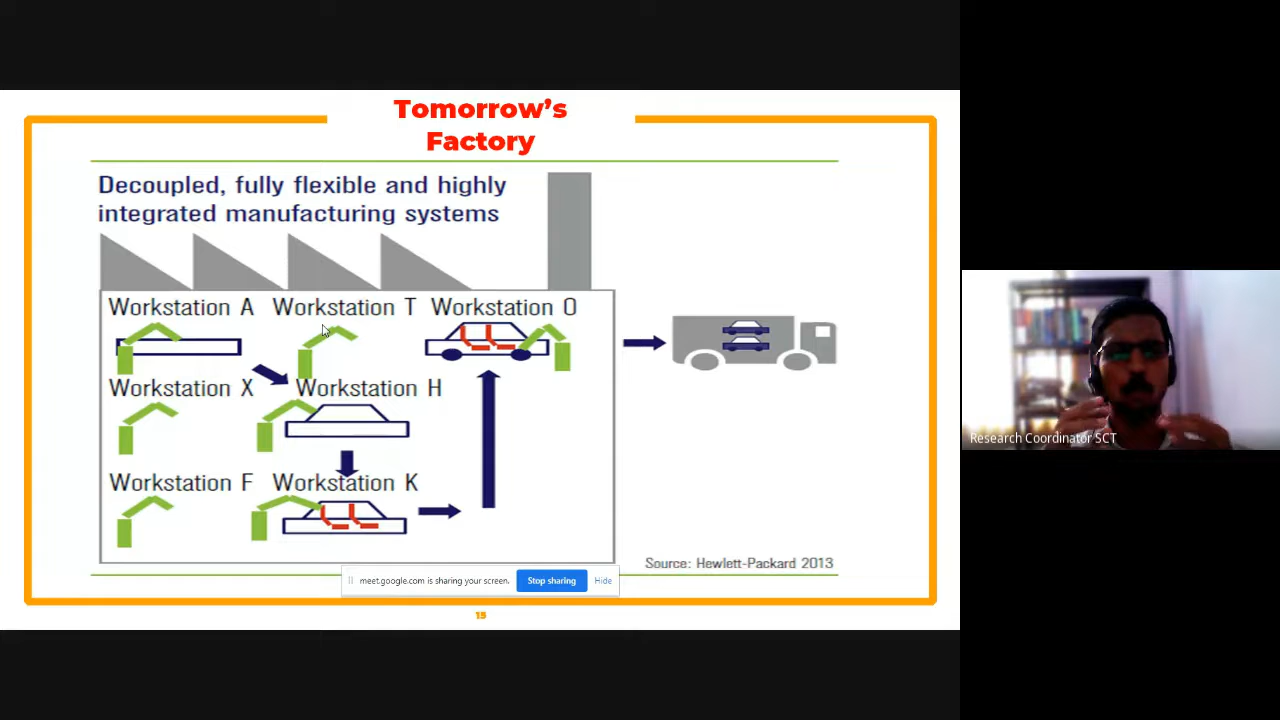 Tomorrow's
Factory
Decoupled, fully flexible and highly
integrated manufacturing systems
Workstation A
Workstation T
Workstation O
Workstation X
Workstation H
Workstation F
Workstation K
Source: Hewlett-Packard 2013
meet.google.com is sharing your screen.
Stop sharing
Hide
15
Research Coordinator SCT